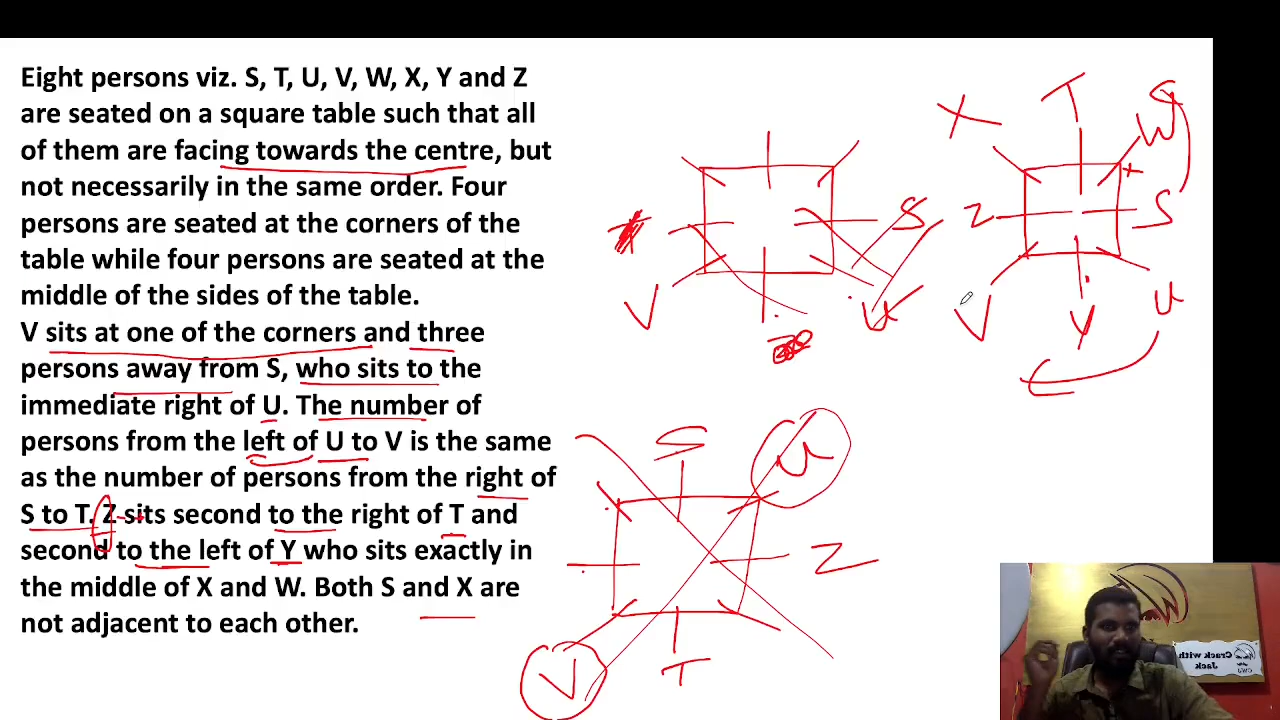 Eight persons viz. S, T, U, V, W, X, Y and Z
are seated on a square table such that all
of them are facing towards the centre, but
not necessarily in the same order. Four
persons are seated at the corners of the
table while four persons are seated at the
middle of the sides of the table.
V sits at one of the corners and three
persons away from S, who sits to the
immediate right of U. The number of
persons from the left of U to V is the same
as the number of persons from the right of
S to T. Z sits second to the right of T and
second to the left of Y who sits exactly in
the middle of X and W. Both S and X are
not adjacent to each other.
S
V
U
X
T
W
Z
S
V
Y
U
S
U
Z
V
T
Crack with
Jack